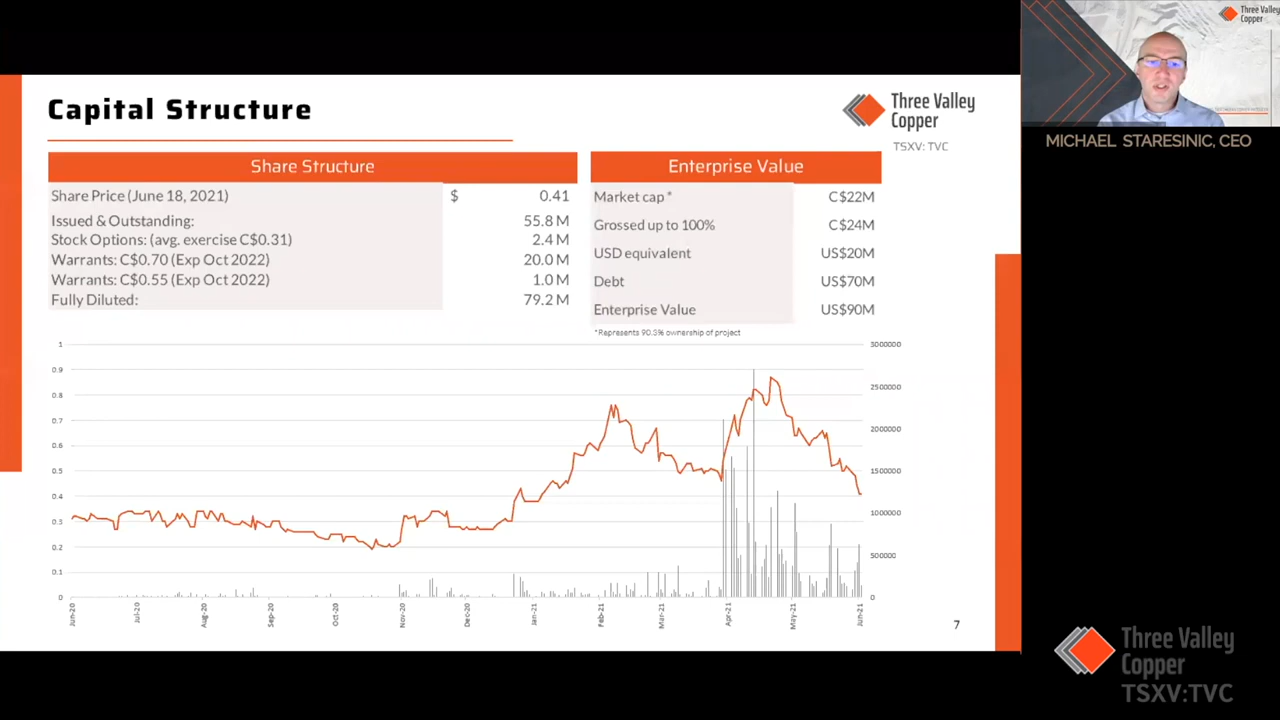 Capital Structure
Three Valley
Copper
TSXV: TVC
Share Structure
Share Price (June 18, 2021) $ 0.41
Issued & Outstanding: 55.8 M
Stock Options: (avg. exercise C$0.31) 2.4 M
Warrants: C$0.70 (Exp Oct 2022) 20.0 M
Warrants: C$0.55 (Exp Oct 2022) 1.0 M
Fully Diluted: 79.2 M
Enterprise Value
Market cap * C$22M
Grossed up to 100% C$24M
USD equivalent US$20M
Debt US$70M
Enterprise Value US$90M
*Represents 90.3% ownership of project
1
0.9
0.8
0.7
0.6
0.5
0.4
0.3
0.2
0.1
0
3000000
2500000
2000000
1500000
1000000
500000
0
Jun-20
Jul-20
Aug-20
Sep-20
Oct-20
Nov-20
Dec-20
Jan-21
Feb-21
Mar-21
Apr-21
May-21
Jun-21
7
Three Valley
Copper
MICHAEL STARESINIC, CEO
Three Valley
Copper
TSXV:TVC